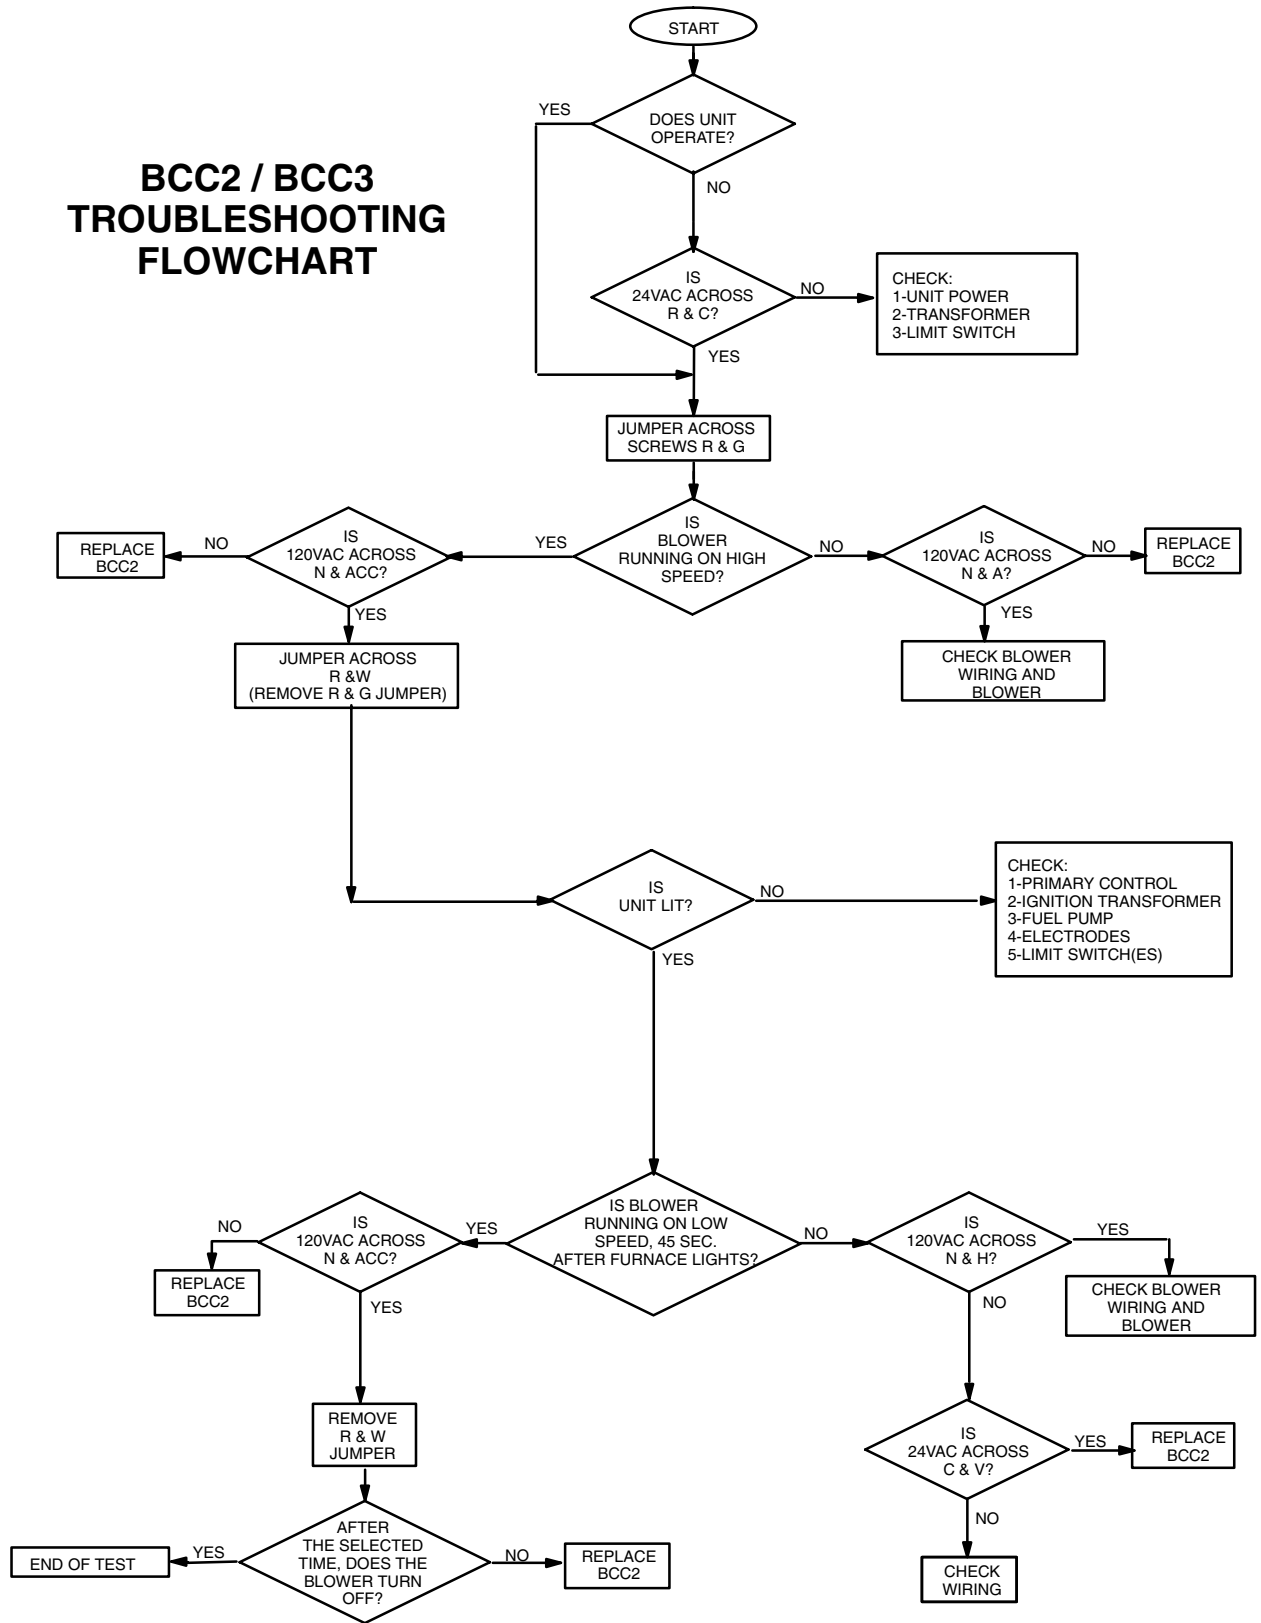 START
YES
DOES UNIT
OPERATE?
BCC2 / BCC3
TROUBLESHOOTING
FLOWCHART
NO
IS
24VAC ACROSS
R & C?
NO
CHECK:
1-UNIT POWER
2-TRANSFORMER
3-LIMIT SWITCH
YES
JUMPER ACROSS
SCREWS R & G
IS
BLOWER
RUNNING ON HIGH
SPEED?
YES
IS
120VAC ACROSS
N & ACC?
NO
REPLACE
BCC2
NO
IS
120VAC ACROSS
N & A?
NO
REPLACE
BCC2
YES
CHECK BLOWER
WIRING AND
BLOWER
YES
JUMPER ACROSS
R &W
(REMOVE R & G JUMPER)
IS
UNIT LIT?
NO
CHECK:
1-PRIMARY CONTROL
2-IGNITION TRANSFORMER
3-FUEL PUMP
4-ELECTRODES
5-LIMIT SWITCH(ES)
YES
IS BLOWER
RUNNING ON LOW
SPEED, 45 SEC.
AFTER FURNACE LIGHTS?
YES
IS
120VAC ACROSS
N & ACC?
NO
REPLACE
BCC2
NO
IS
120VAC ACROSS
N & H?
YES
CHECK BLOWER
WIRING AND
BLOWER
YES
NO
REMOVE
R & W
JUMPER
IS
24VAC ACROSS
C & V?
YES
REPLACE
BCC2
NO
CHECK
WIRING
AFTER
THE SELECTED
TIME, DOES THE
BLOWER TURN
OFF?
YES
END OF TEST
NO
REPLACE
BCC2